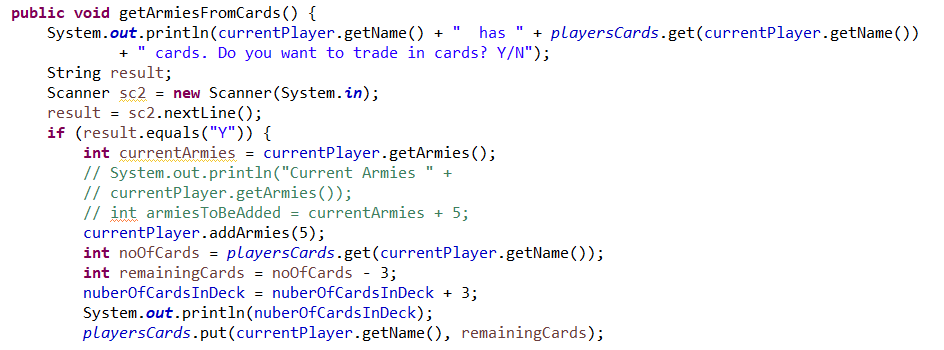 public void getArmiesFromCards() {
System.out.println(currentPlayer.getName() + "  has " + playersCards.get(currentPlayer.getName())
+ " cards. Do you want to trade in cards? Y/N");
String result;
Scanner sc2 = new Scanner(System.in);
result = sc2.nextLine();
if (result.equals("Y")) {
int currentArmies = currentPlayer.getArmies();
// System.out.println("Current Armies " +
// currentPlayer.getArmies());
// int armiesToBeAdded = currentArmies + 5;
currentPlayer.addArmies(5);
int noOfCards = playersCards.get(currentPlayer.getName());
int remainingCards = noOfCards - 3;
nuberOfCardsInDeck = nuberOfCardsInDeck + 3;
System.out.println(nuberOfCardsInDeck);
playersCards.put(currentPlayer.getName(), remainingCards);